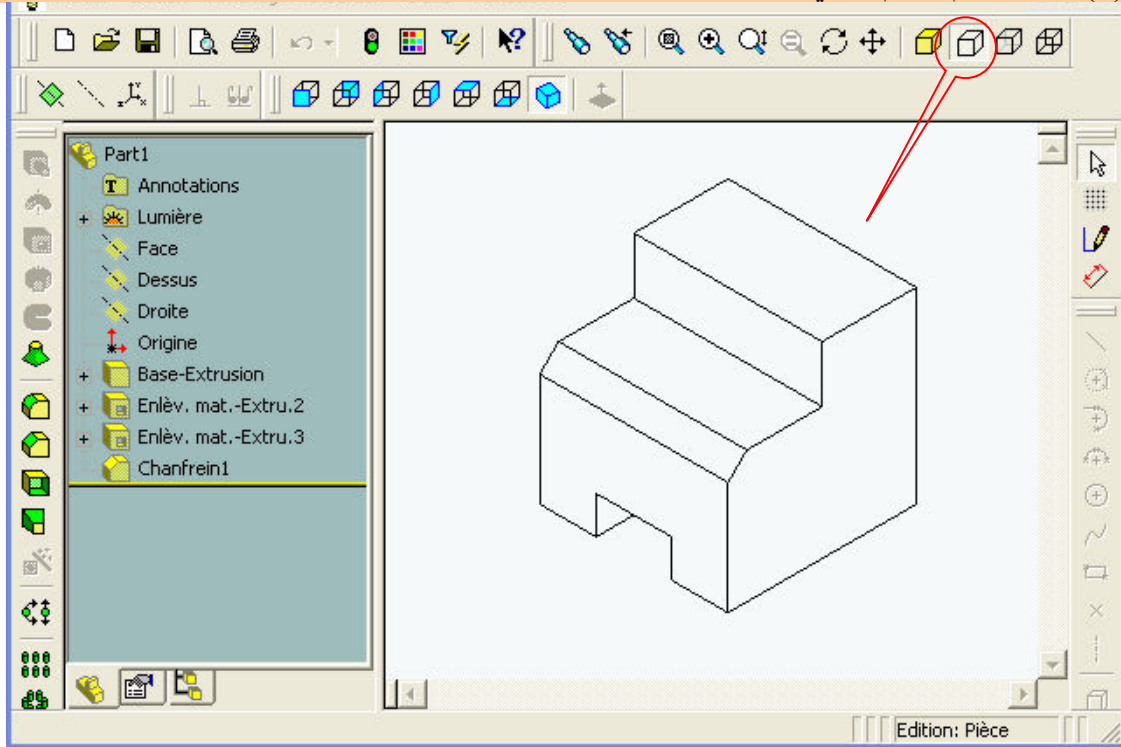 Part1
Annotations
Lumière
Face
Dessus
Droite
Origine
Base-Extrusion
Enlèv. mat.-Extru.2
Enlèv. mat.-Extru.3
Chanfrein1
Edition: Pièce